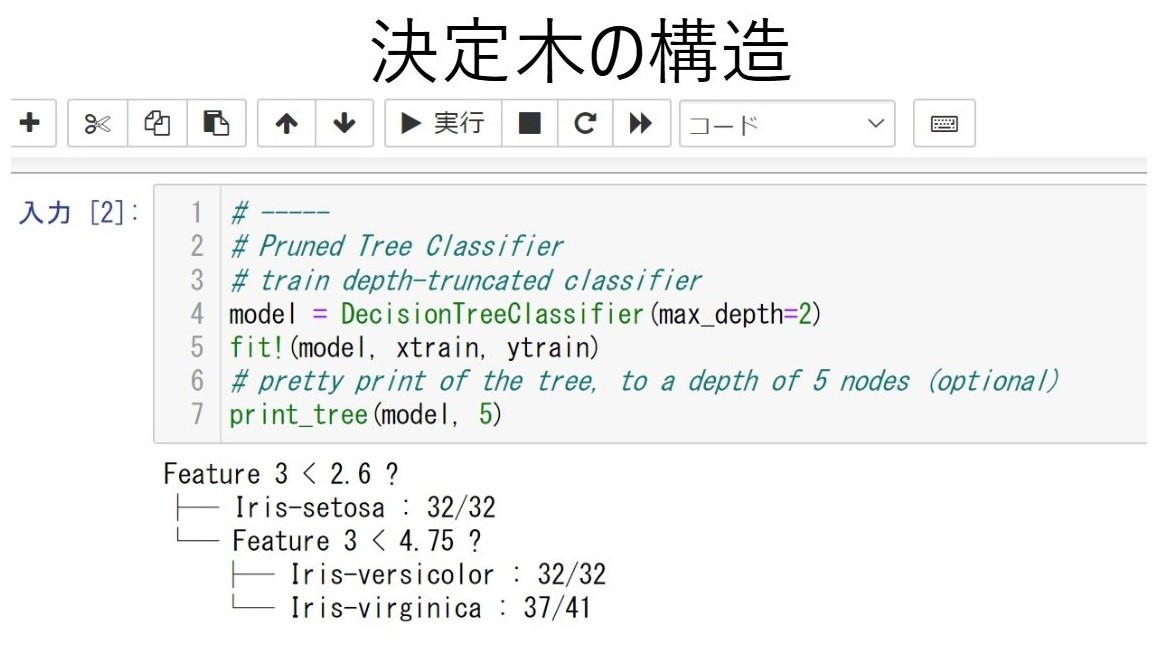 決定木の構造
実行 コード
入力 [2]:
1 # -----
2 # Pruned Tree Classifier
3 # train depth-truncated classifier
4 model = DecisionTreeClassifier(max_depth=2)
5 fit!(model, xtrain, ytrain)
6 # pretty print of the tree, to a depth of 5 nodes (optional)
7 print_tree(model, 5)
Feature 3 < 2.6 ?
├── Iris-setosa : 32/32
└── Feature 3 < 4.75 ?
├── Iris-versicolor : 32/32
└── Iris-virginica : 37/41